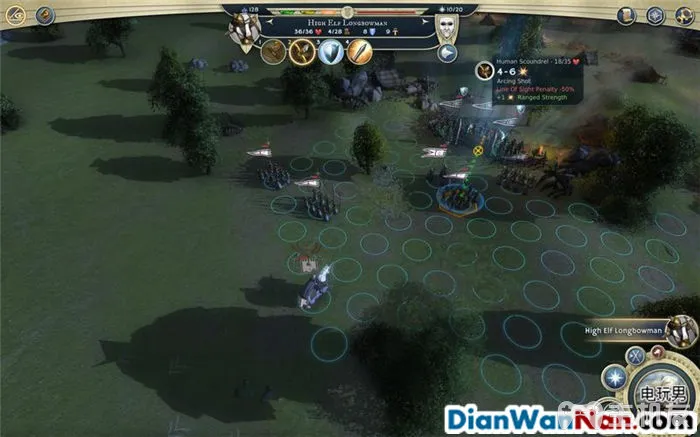 128
High Elf Longbowman
10/20
36/36 4/28 8 9
Human Scoundrel - 18/35
4-6
Arcing Shot
Line Of Sight Penalty -50%
+1 Ranged Strength
High Elf Longbowman
电玩男
DianWanNan.com